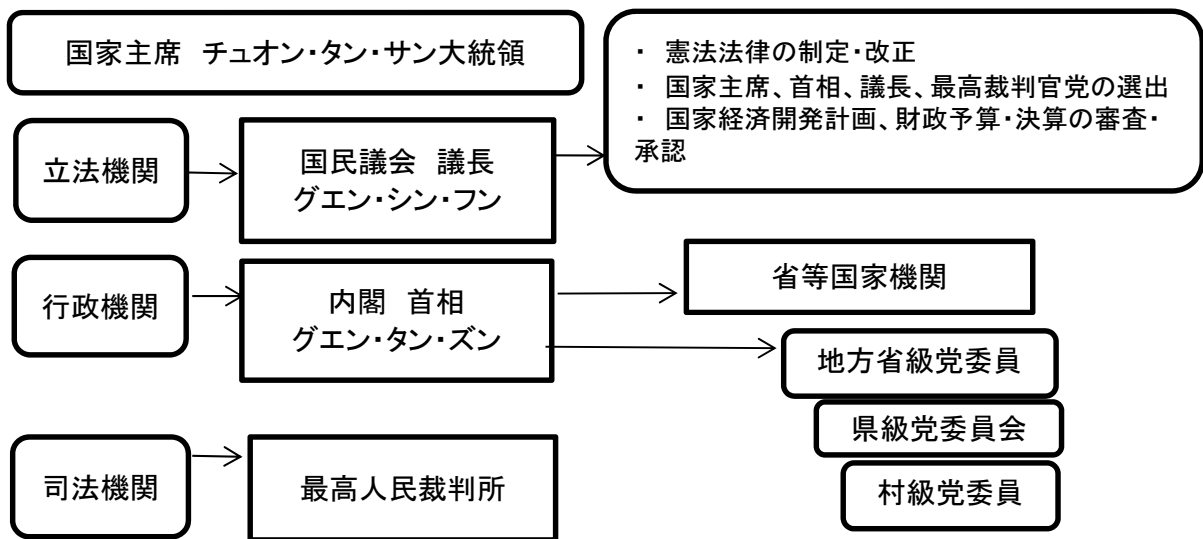 国家主席 チュオン・タン・サン大統領
・ 憲法法律の制定・改正
・ 国家主席、首相、議長、最高裁判官党の選出
・ 国家経済開発計画、財政予算・決算の審査・
承認
立法機関
国民議会 議長
グエン・シン・フン
行政機関
内閣 首相
グエン・タン・ズン
省等国家機関
地方省級党委員
県級党委員会
村級党委員
司法機関
最高人民裁判所